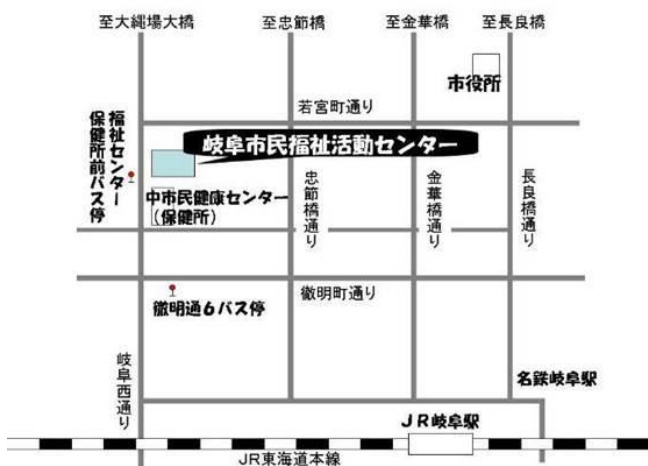 至大縄場大橋
至忠節橋
至金華橋
至長良橋
市役所
若宮町通り
福祉センター
保健所前バス停
岐阜市民福祉活動センター
中市民健康センター
（保健所）
忠節橋通り
金華橋通り
長良橋通り
徹明町通り
徹明通６バス停
岐阜西通り
名鉄岐阜駅
ＪＲ岐阜駅
JR東海道本線